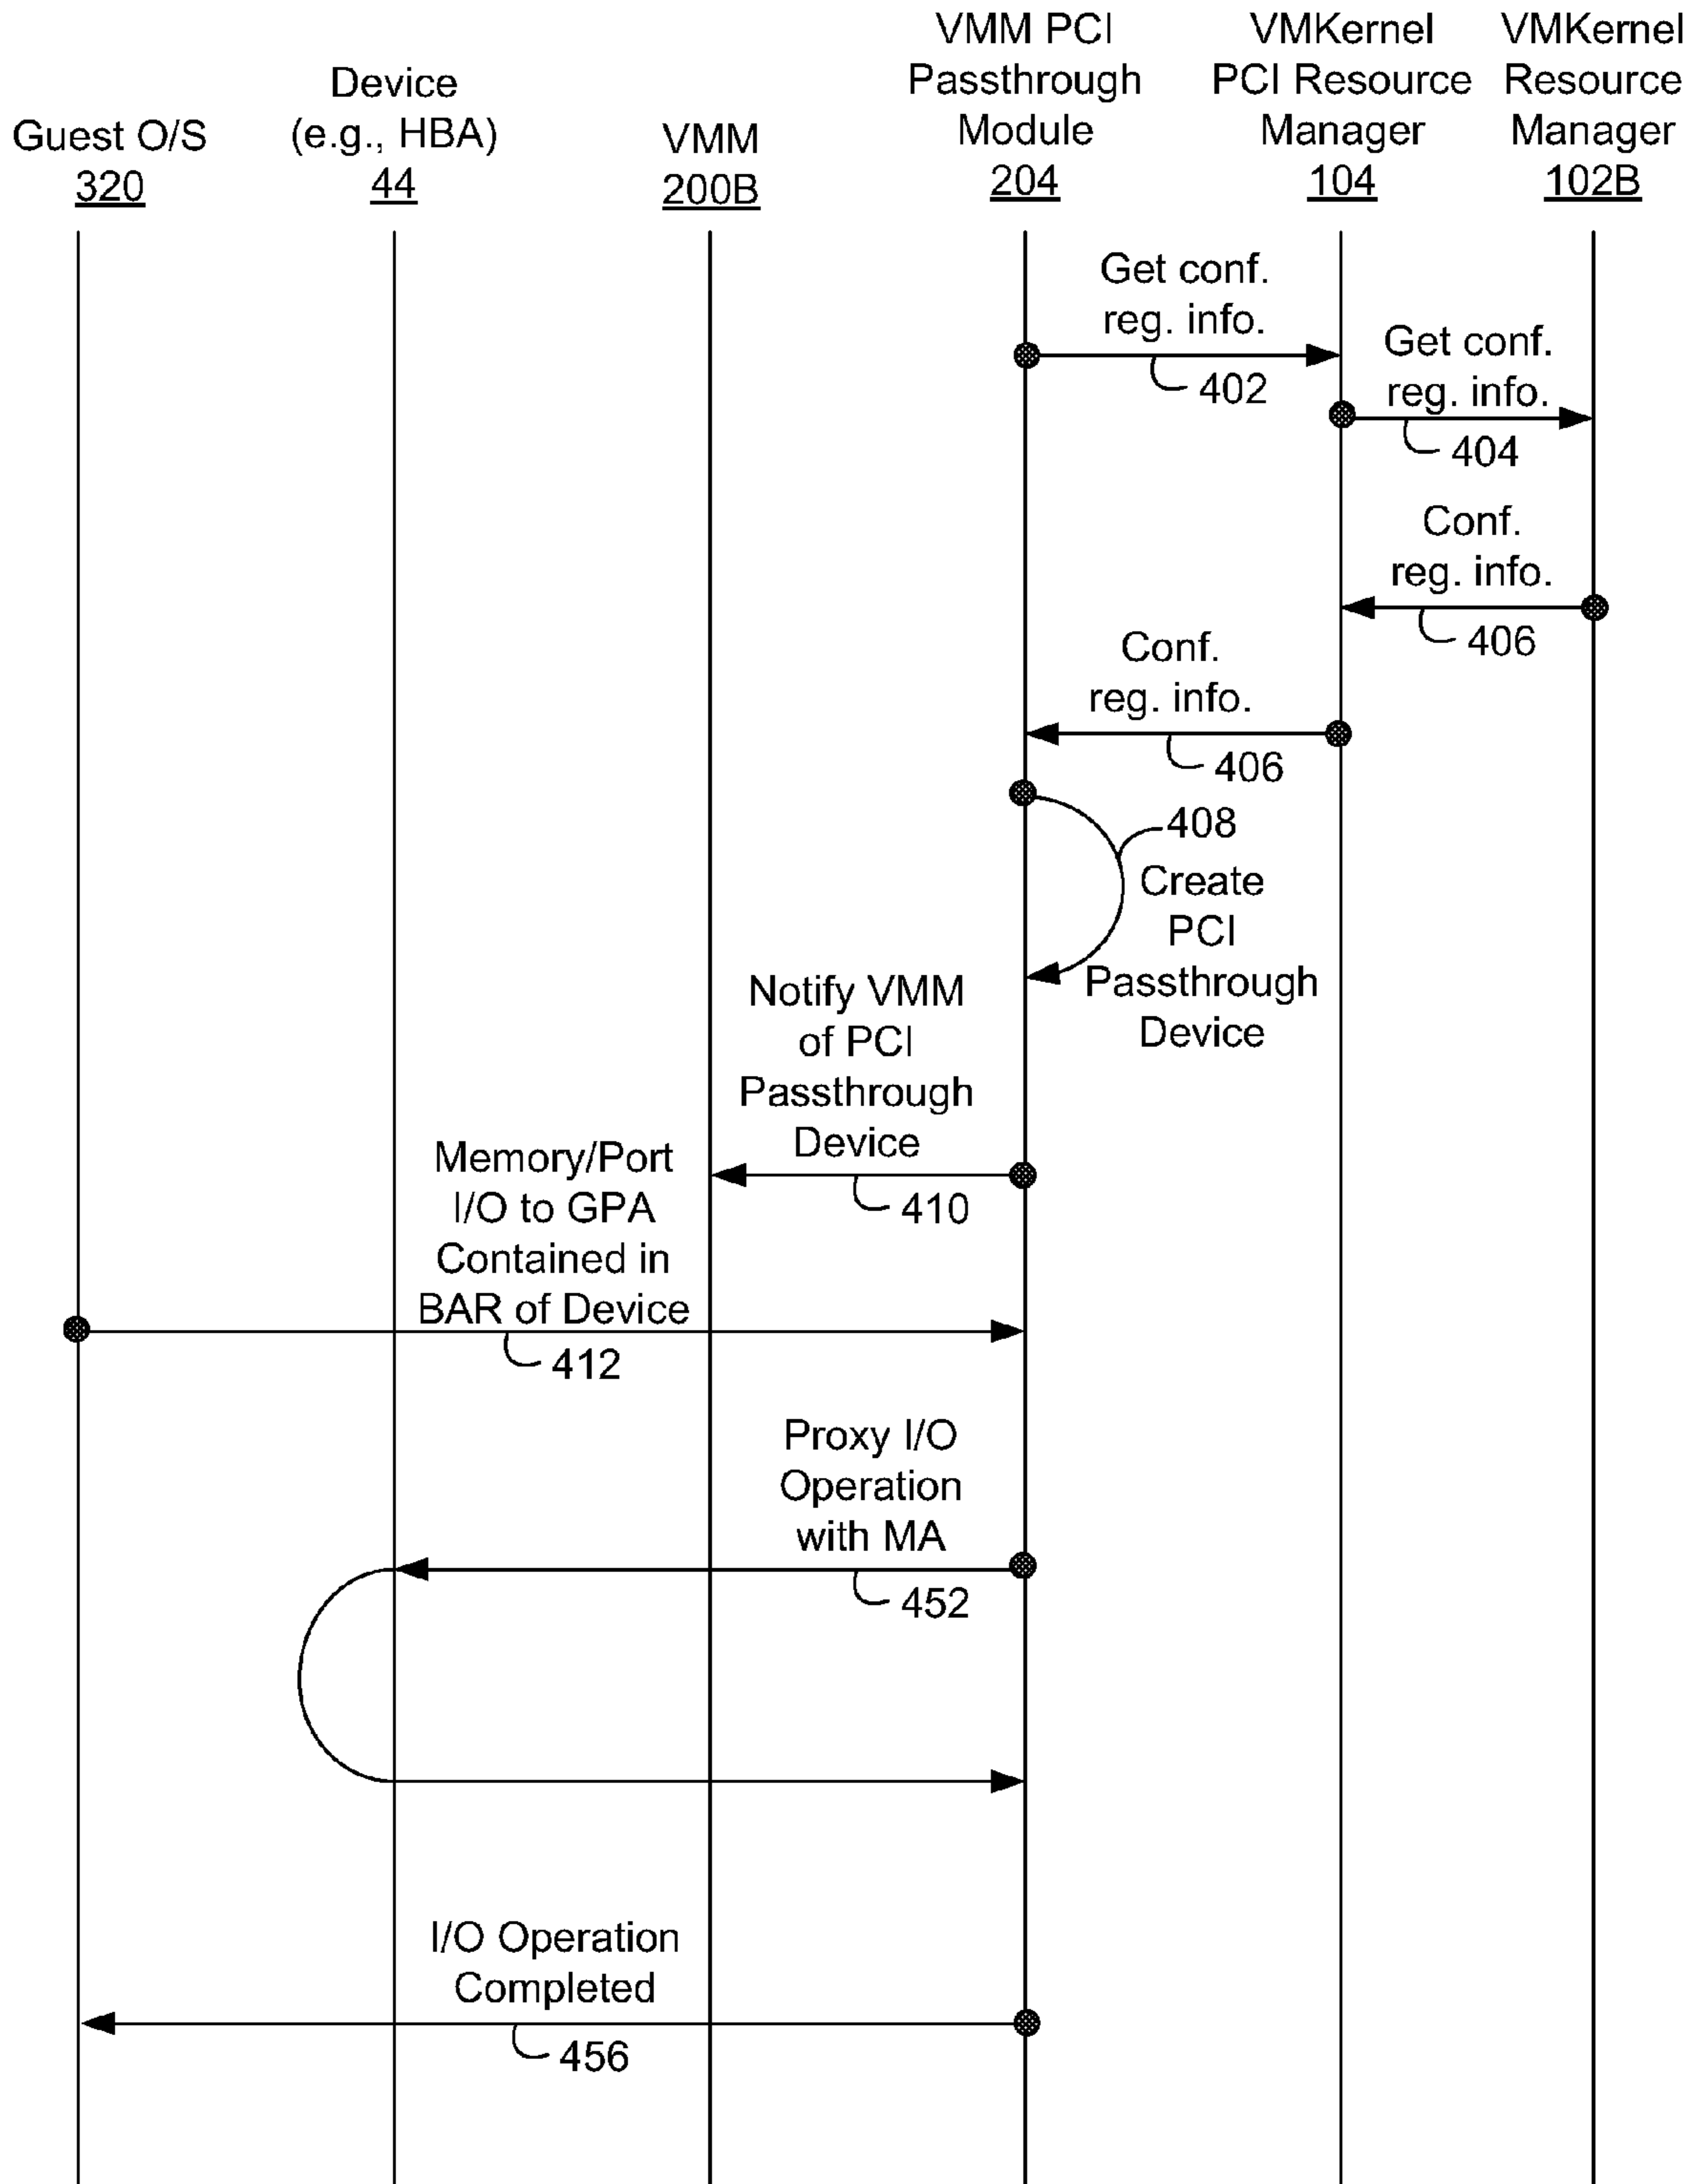 Guest O/S
320
Device
(e.g., HBA)
44
VMM
200B
VMM PCI
Passthrough
Module
204
VMKernel
PCI Resource
Manager
104
VMKernel
Resource
Manager
102B
Get conf.
reg. info.
402
Get conf.
reg. info.
404
Conf.
reg. info.
406
Conf.
reg. info.
406
408
Create
PCI
Passthrough
Device
Notify VMM
of PCI
Passthrough
Device
410
Memory/Port
I/O to GPA
Contained in
BAR of Device
412
Proxy I/O
Operation
with MA
452
I/O Operation
Completed
456